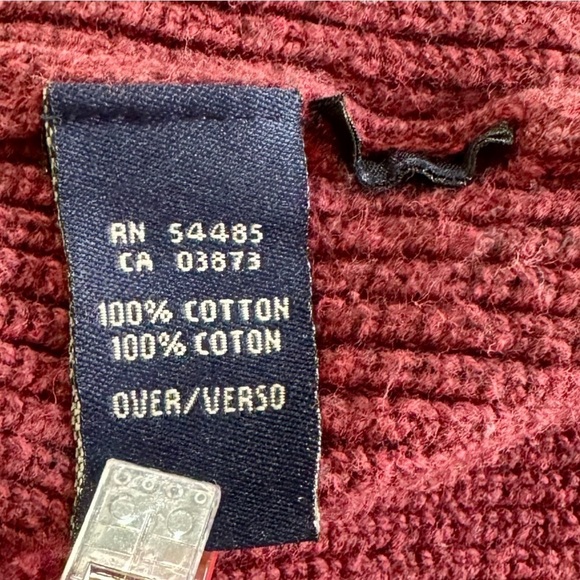 RN 54485
CA 03873
100% COTTON
100% COTON
OVER/VERSO